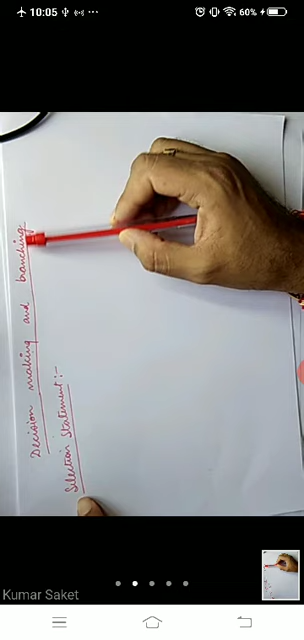 10:05
60%
Decision making and branching
Selection Statement:-
Kumar Saket